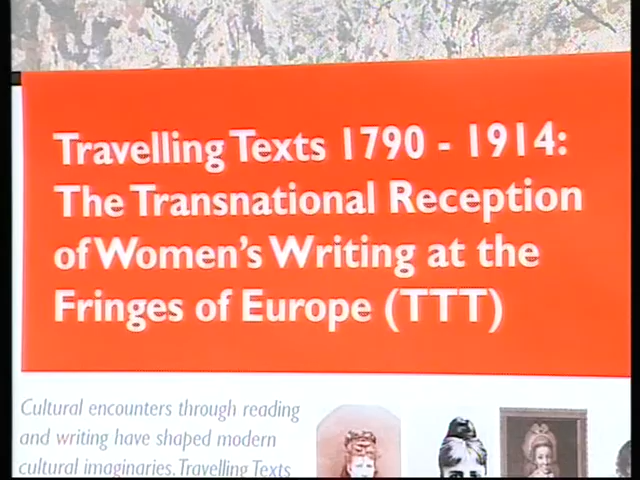 Travelling Texts 1790 - 1914:
The Transnational Reception
of Women's Writing at the
Fringes of Europe (TTT)
Cultural encounters through reading
and writing have shaped modern
cultural imaginaries. Travelling Texts